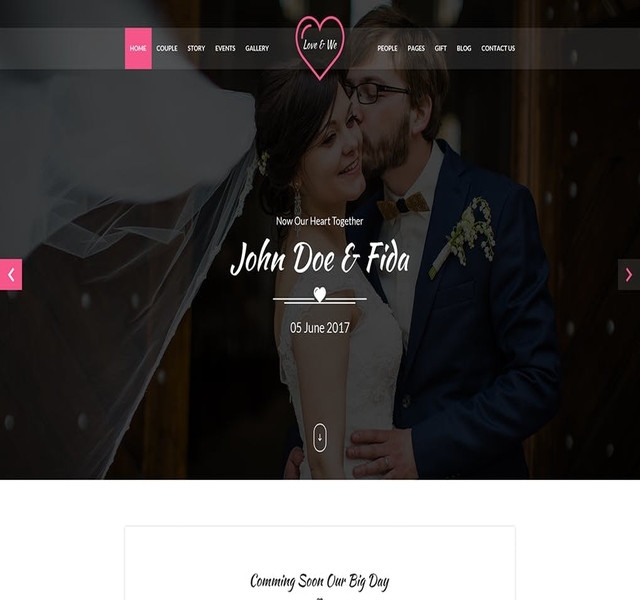 HOME COUPLE STORY EVENTS GALLERY Love & We PEOPLE PAGES GIFT BLOG CONTACT US
Now Our Heart Together
John Doe & Fida
05 June 2017
Comming Soon Our Big Day